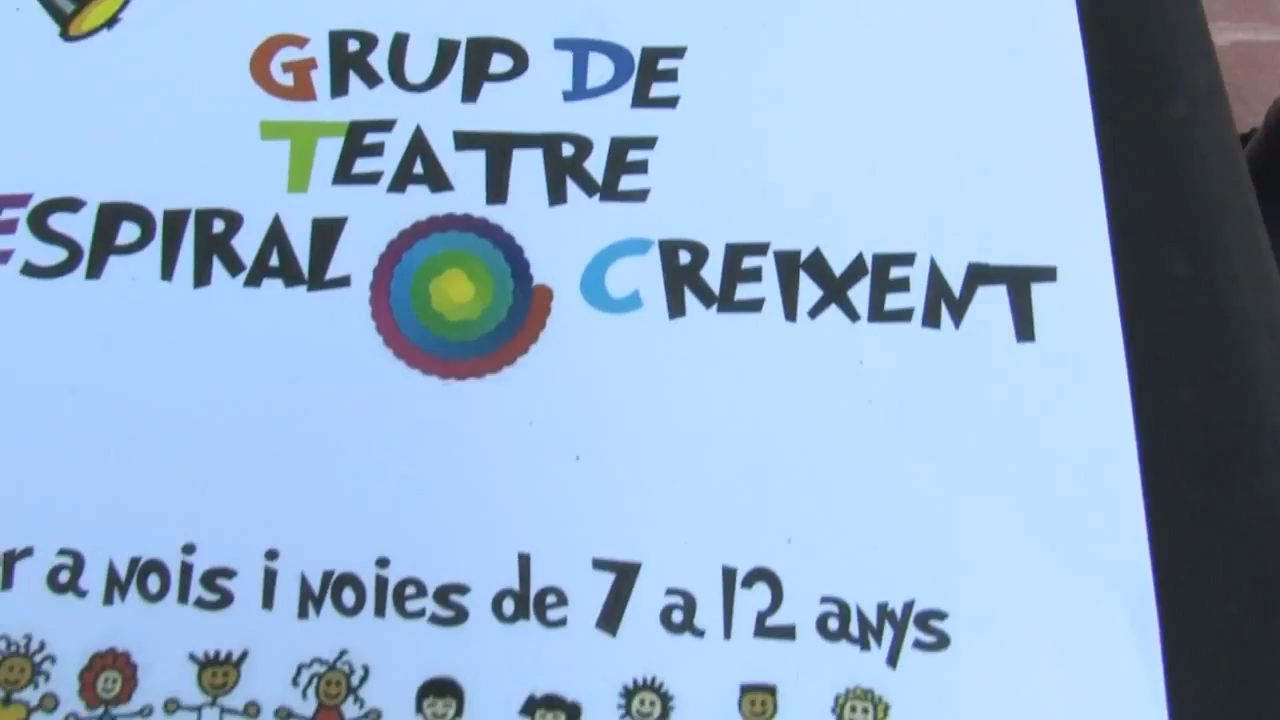 GRUP DE
TEATRE
ESPIRAL CREIXENT
r a nois i noies de 7 a 12 anys